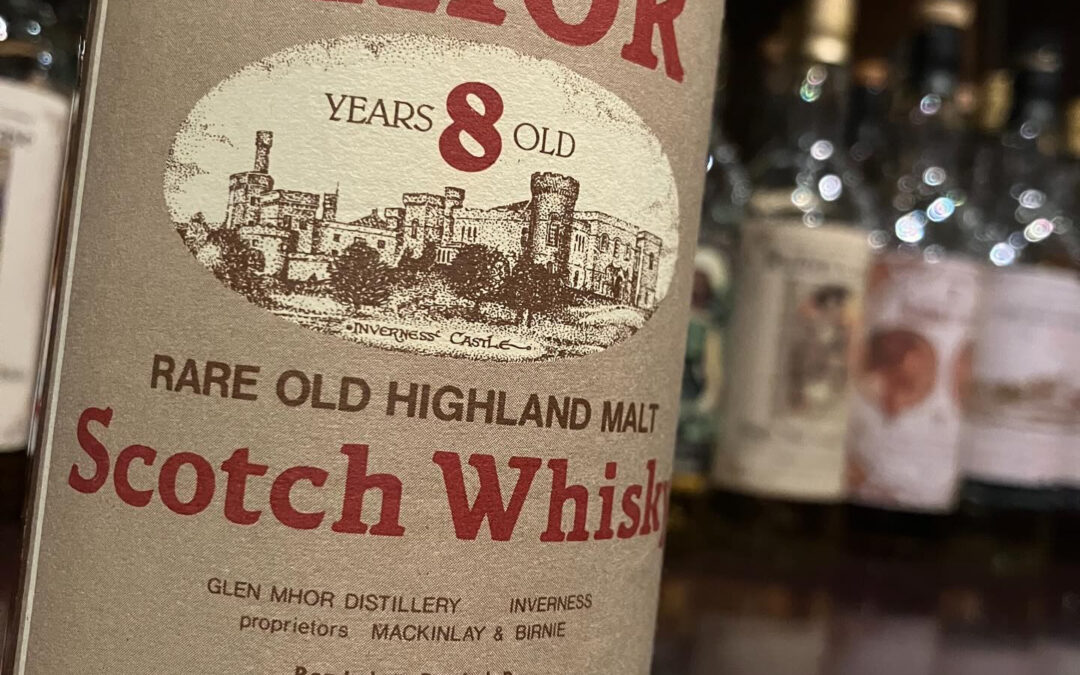 YEARS 8 OLD
INVERNESS CASTLE
RARE OLD HIGHLAND MALT
Scotch Whisky
GLEN MHOR DISTILLERY INVERNESS
proprietors MACKINLAY & BIRNIE